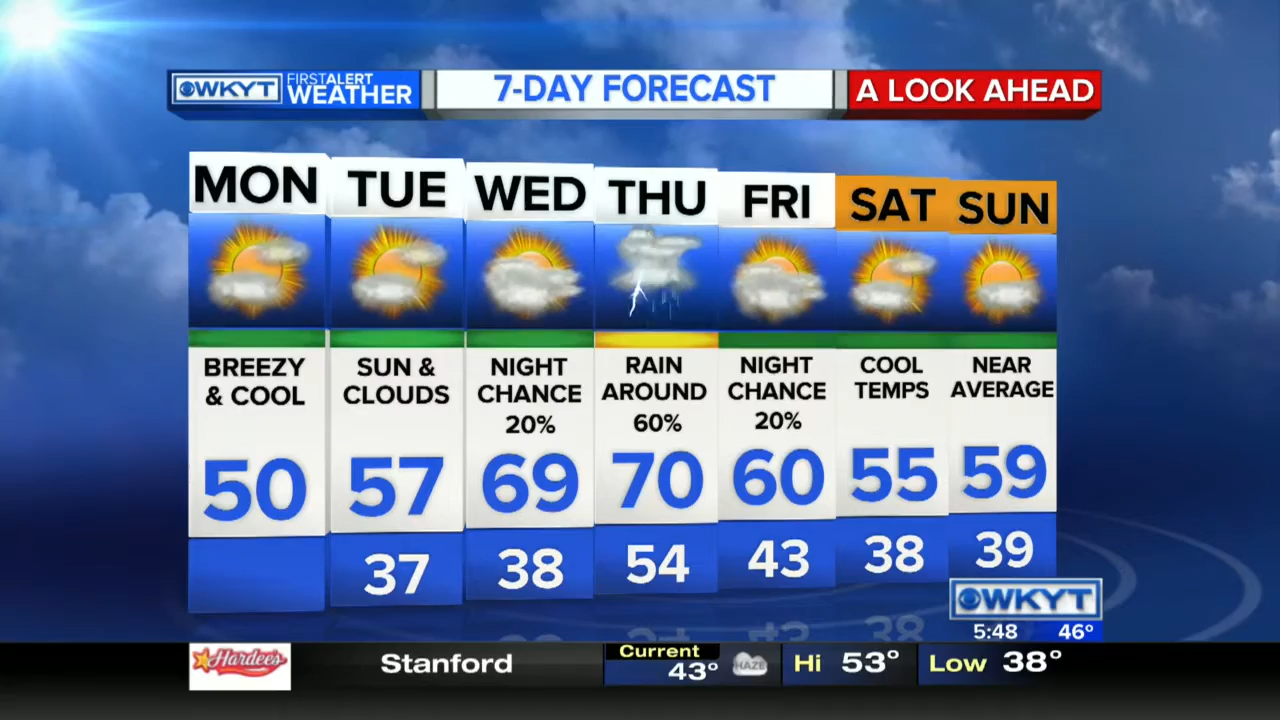 WKYT FIRST ALERT WEATHER 7-DAY FORECAST A LOOK AHEAD
MON TUE WED THU FRI SAT SUN
BREEZY & COOL
SUN & CLOUDS
NIGHT CHANCE 20%
RAIN AROUND 60%
NIGHT CHANCE 20%
COOL TEMPS
NEAR AVERAGE
50 57 69 70 60 55 59
37 38 54 43 38 39
WKYT
5:48 46°
Hardee's Stanford Current 43° HAZE Hi 53° Low 38°